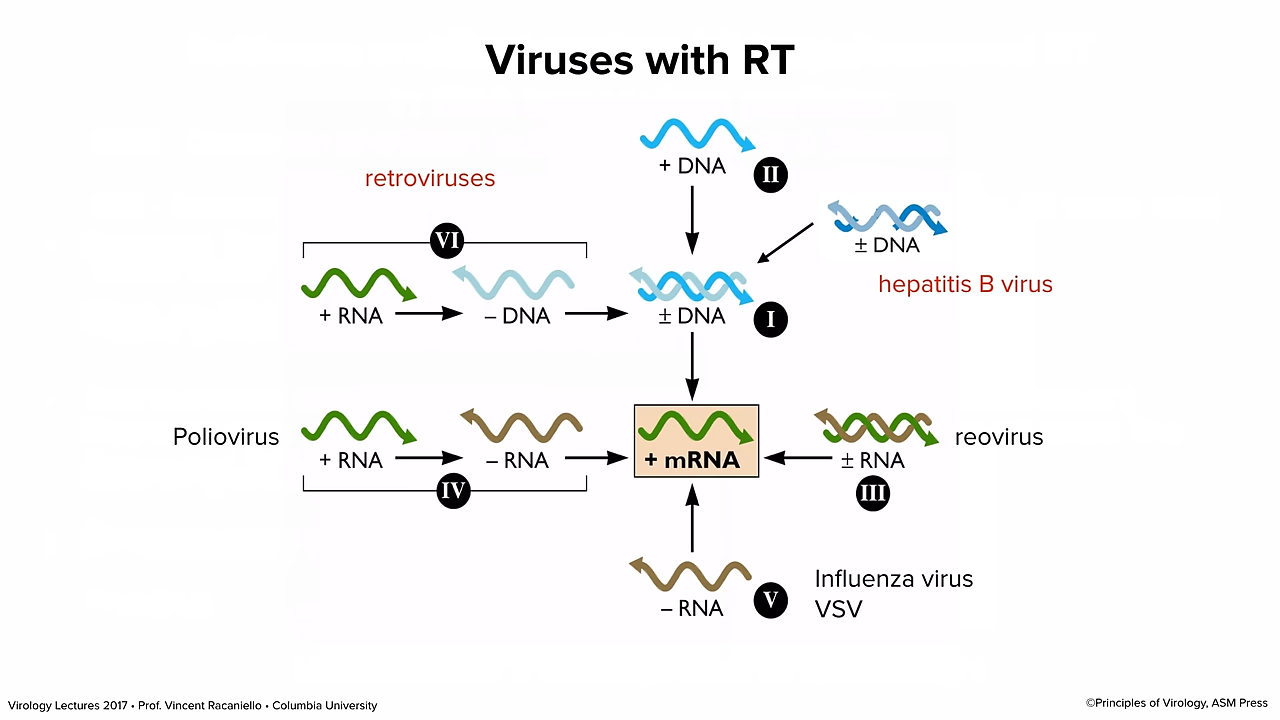 Viruses with RT
+ DNA
II
retroviruses
± DNA
hepatitis B virus
VI
+ RNA
– DNA
± DNA
I
Poliovirus
+ RNA
– RNA
IV
+ mRNA
± RNA
III
reovirus
– RNA
V
Influenza virus
VSV
Virology Lectures 2017 • Prof. Vincent Racaniello • Columbia University
©Principles of Virology, ASM Press